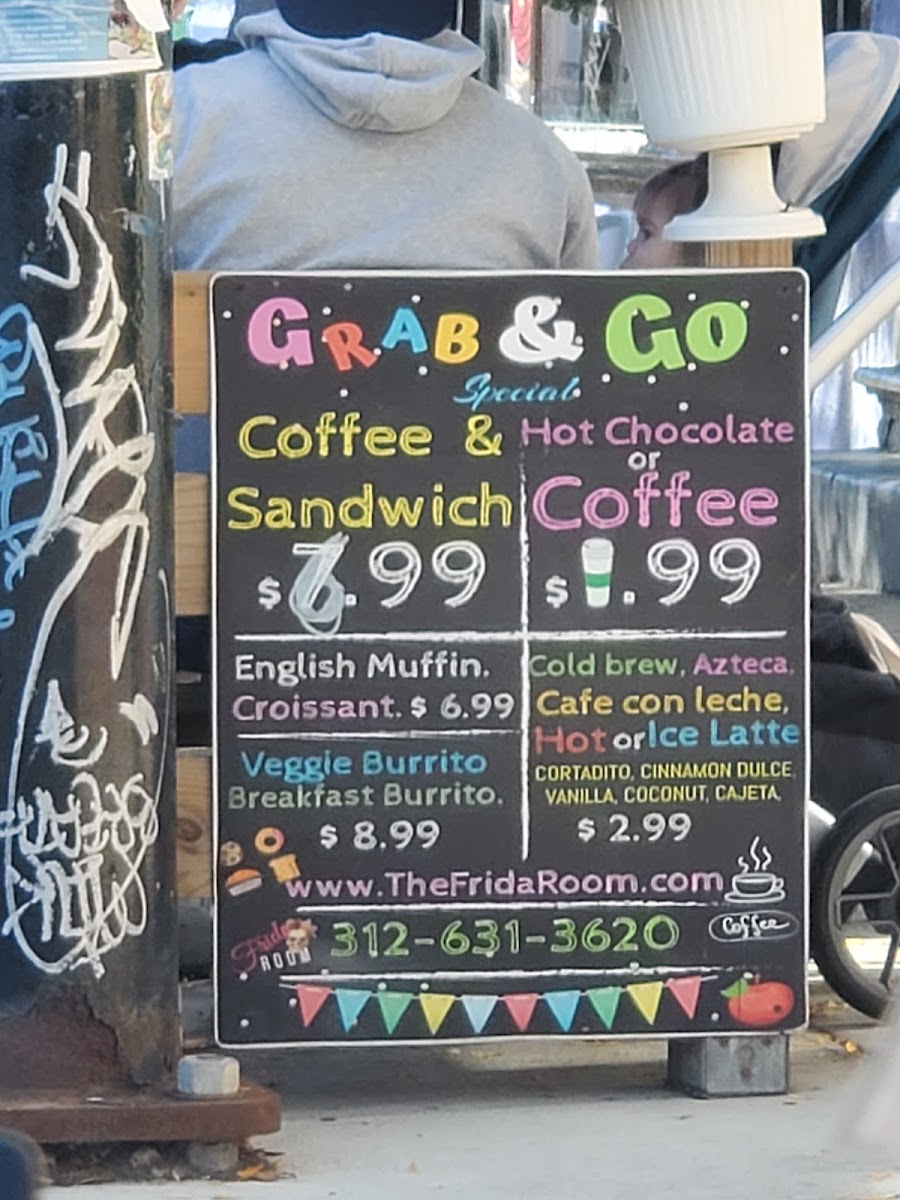 GRAB & GO
Special
Coffee &
Sandwich
$ .99
Hot Chocolate
or
Coffee
$ 1.99
English Muffin.
Croissant. $ 6.99
Veggie Burrito
Breakfast Burrito.
$ 8.99
Cold brew, Azteca,
Cafe con leche,
Hot or Ice Latte
CORTADITO, CINNAMON DULCE,
VANILLA, COCONUT, CAJETA,
$ 2.99
www.TheFridaRoom.com
Frida
ROOM
312-631-3620
Coffee